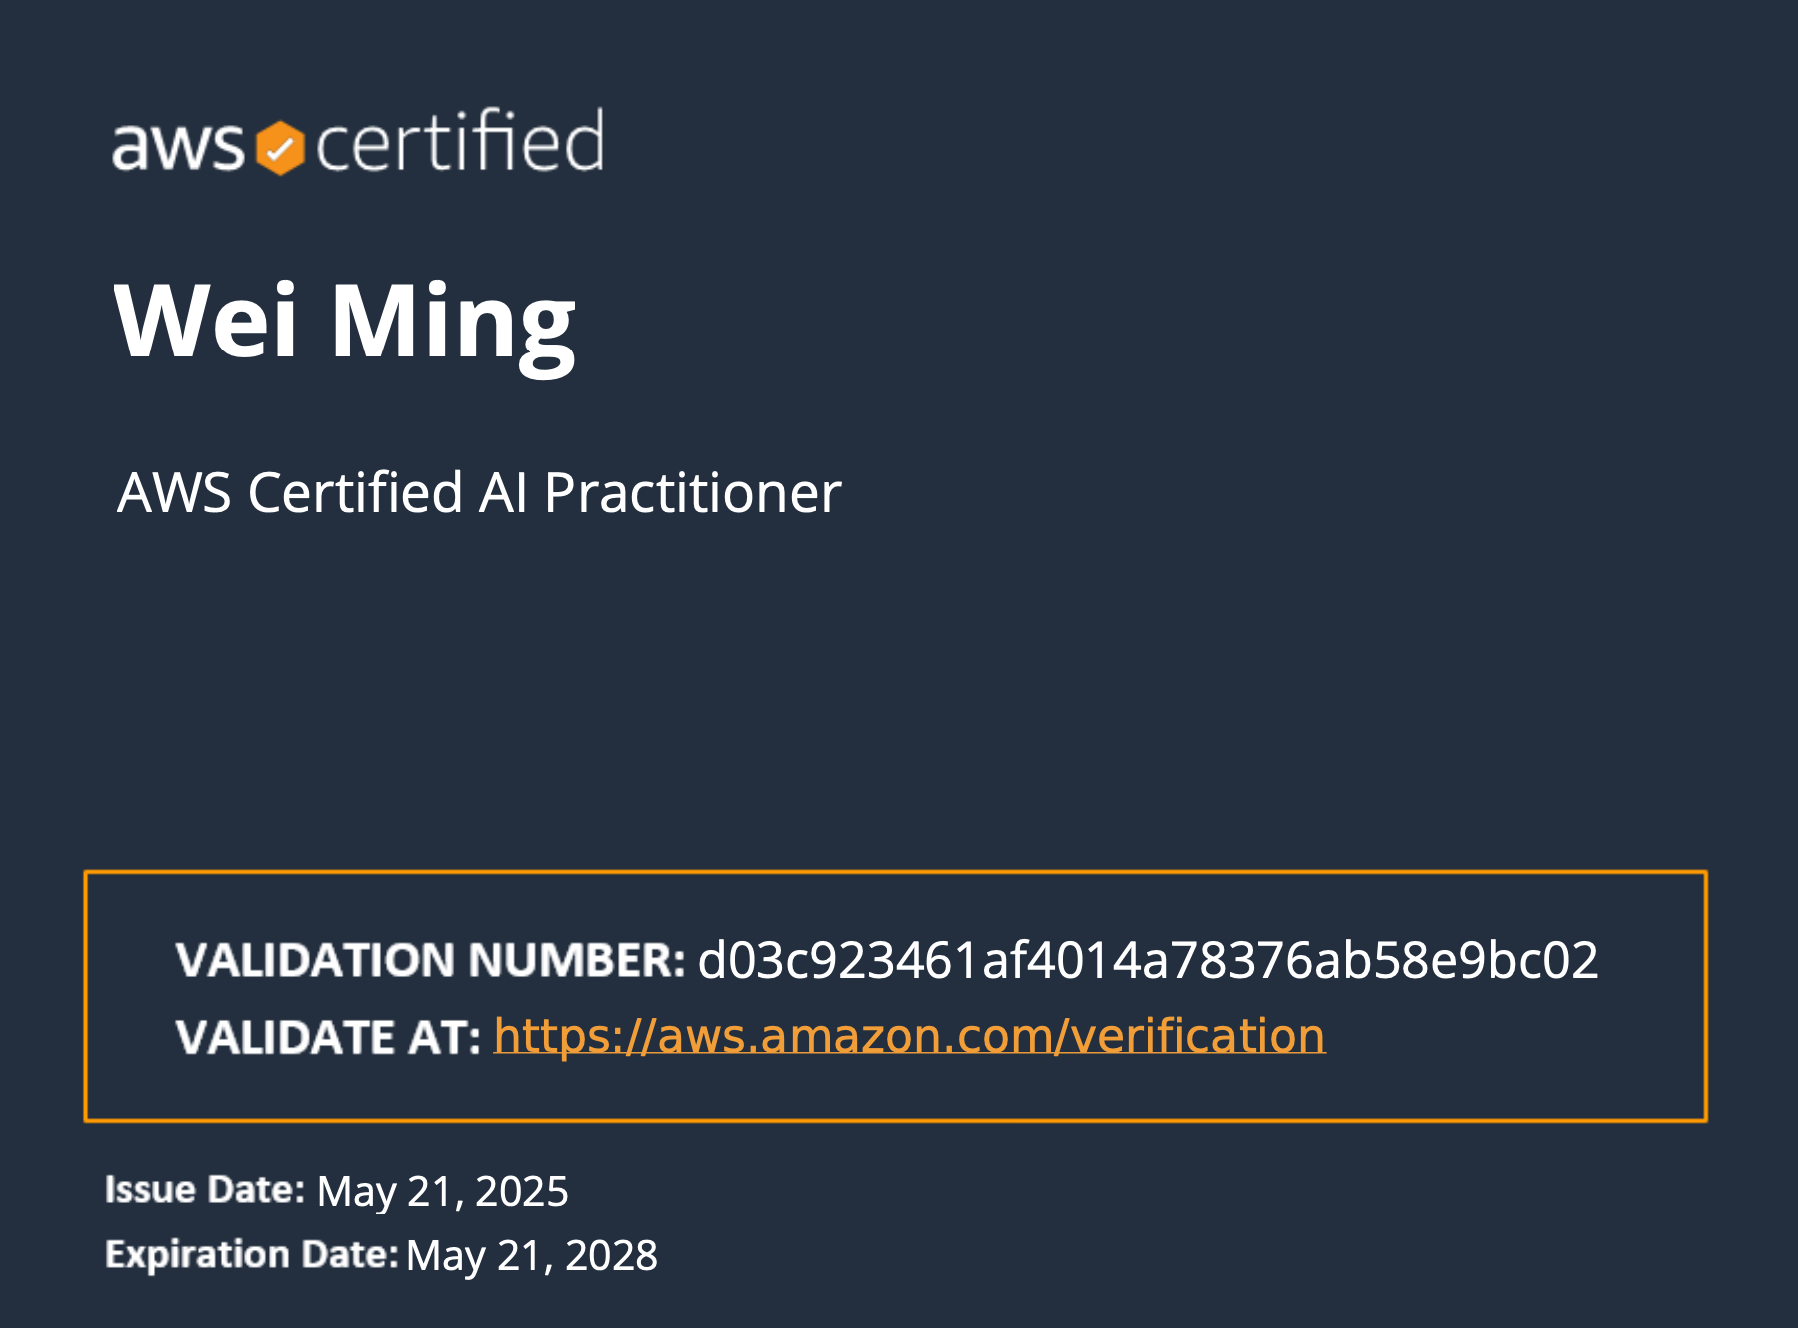 aws certified
Wei Ming
AWS Certified AI Practitioner
VALIDATION NUMBER: d03c923461af4014a78376ab58e9bc02
VALIDATE AT: https://aws.amazon.com/verification
Issue Date: May 21, 2025
Expiration Date: May 21, 2028